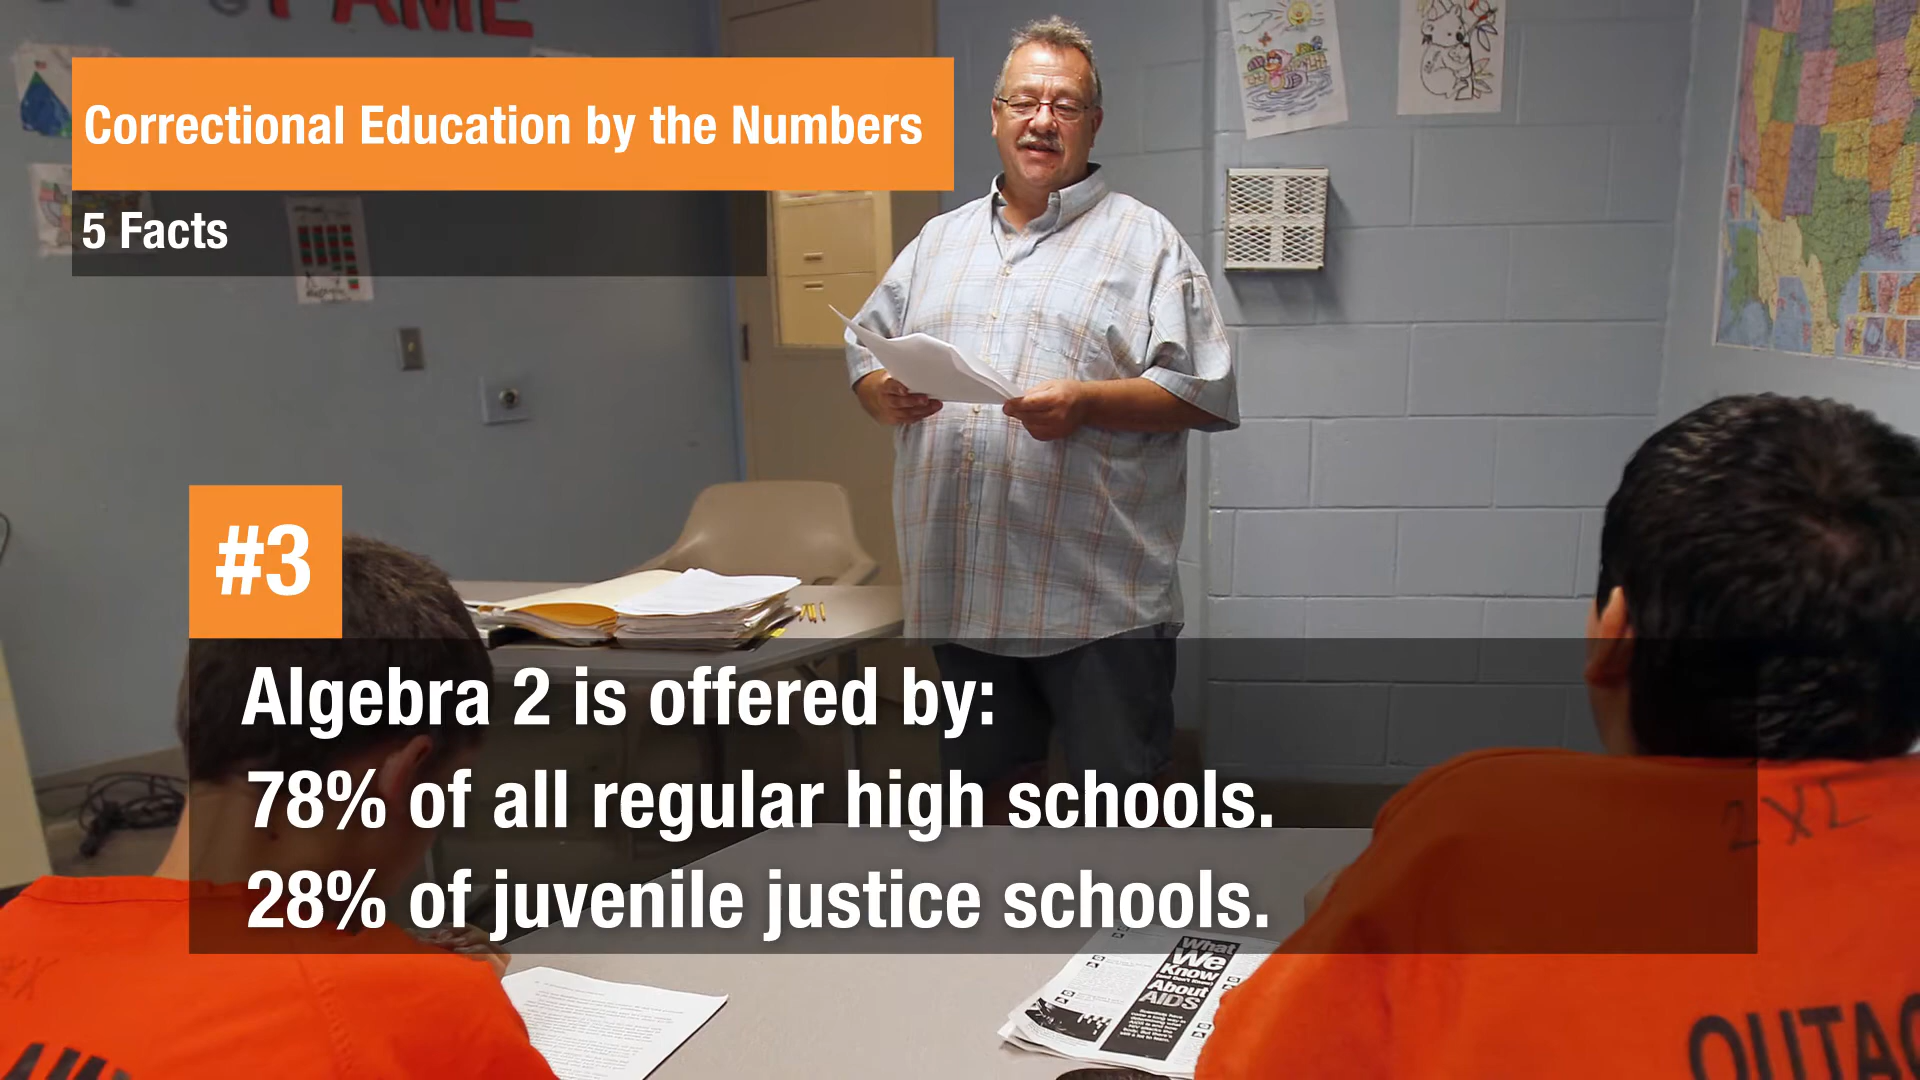 Correctional Education by the Numbers
5 Facts
#3
Algebra 2 is offered by:
78% of all regular high schools.
28% of juvenile justice schools.
2XL
What
We
Know
About
AIDS